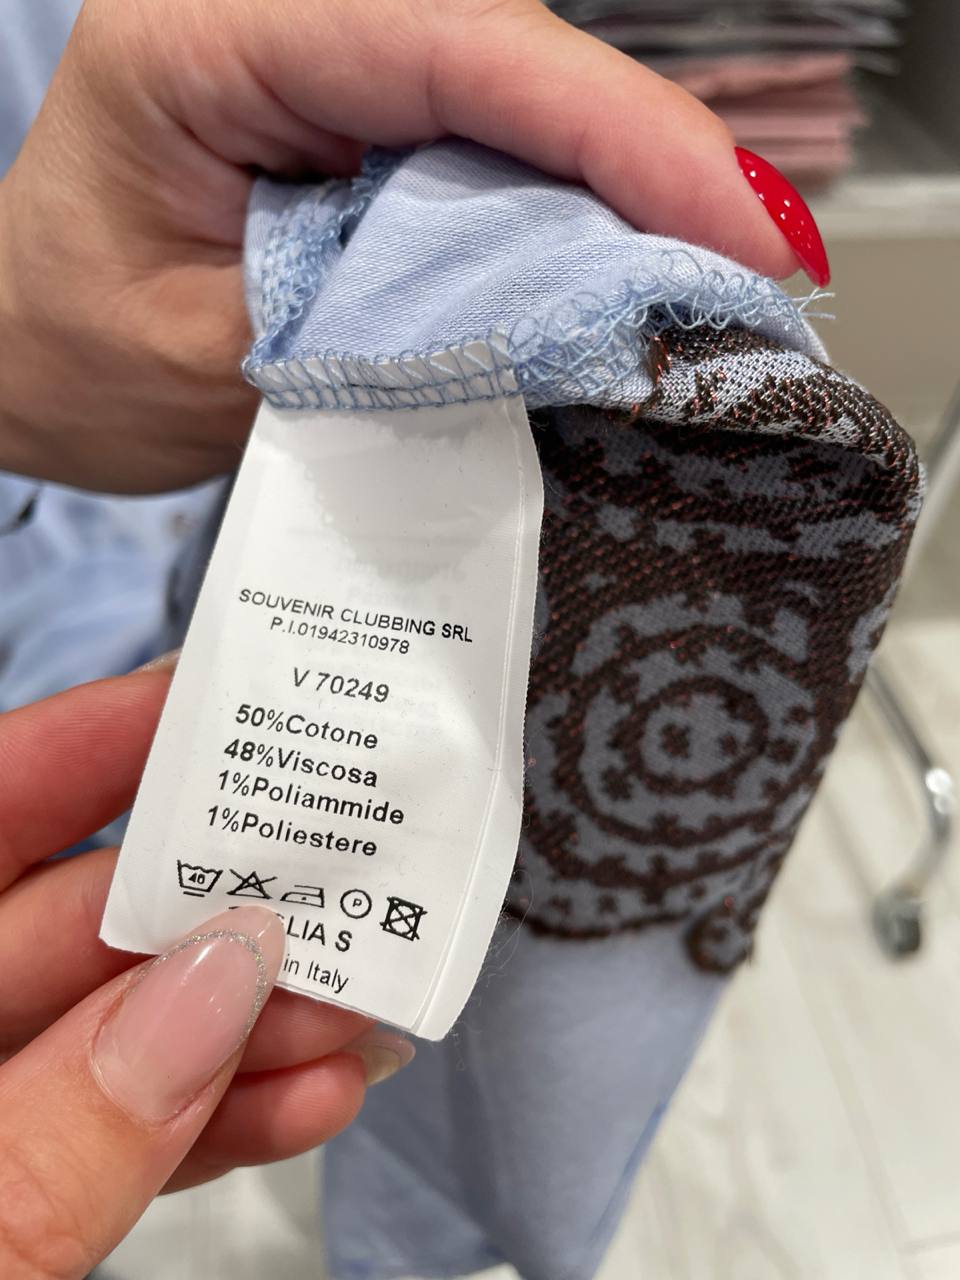 SOUVENIR CLUBBING SRL
P.I.01942310978
V 70249
50%Cotone
48%Viscosa
1%Poliammide
1%Poliestere
40 P
LIA S
in Italy